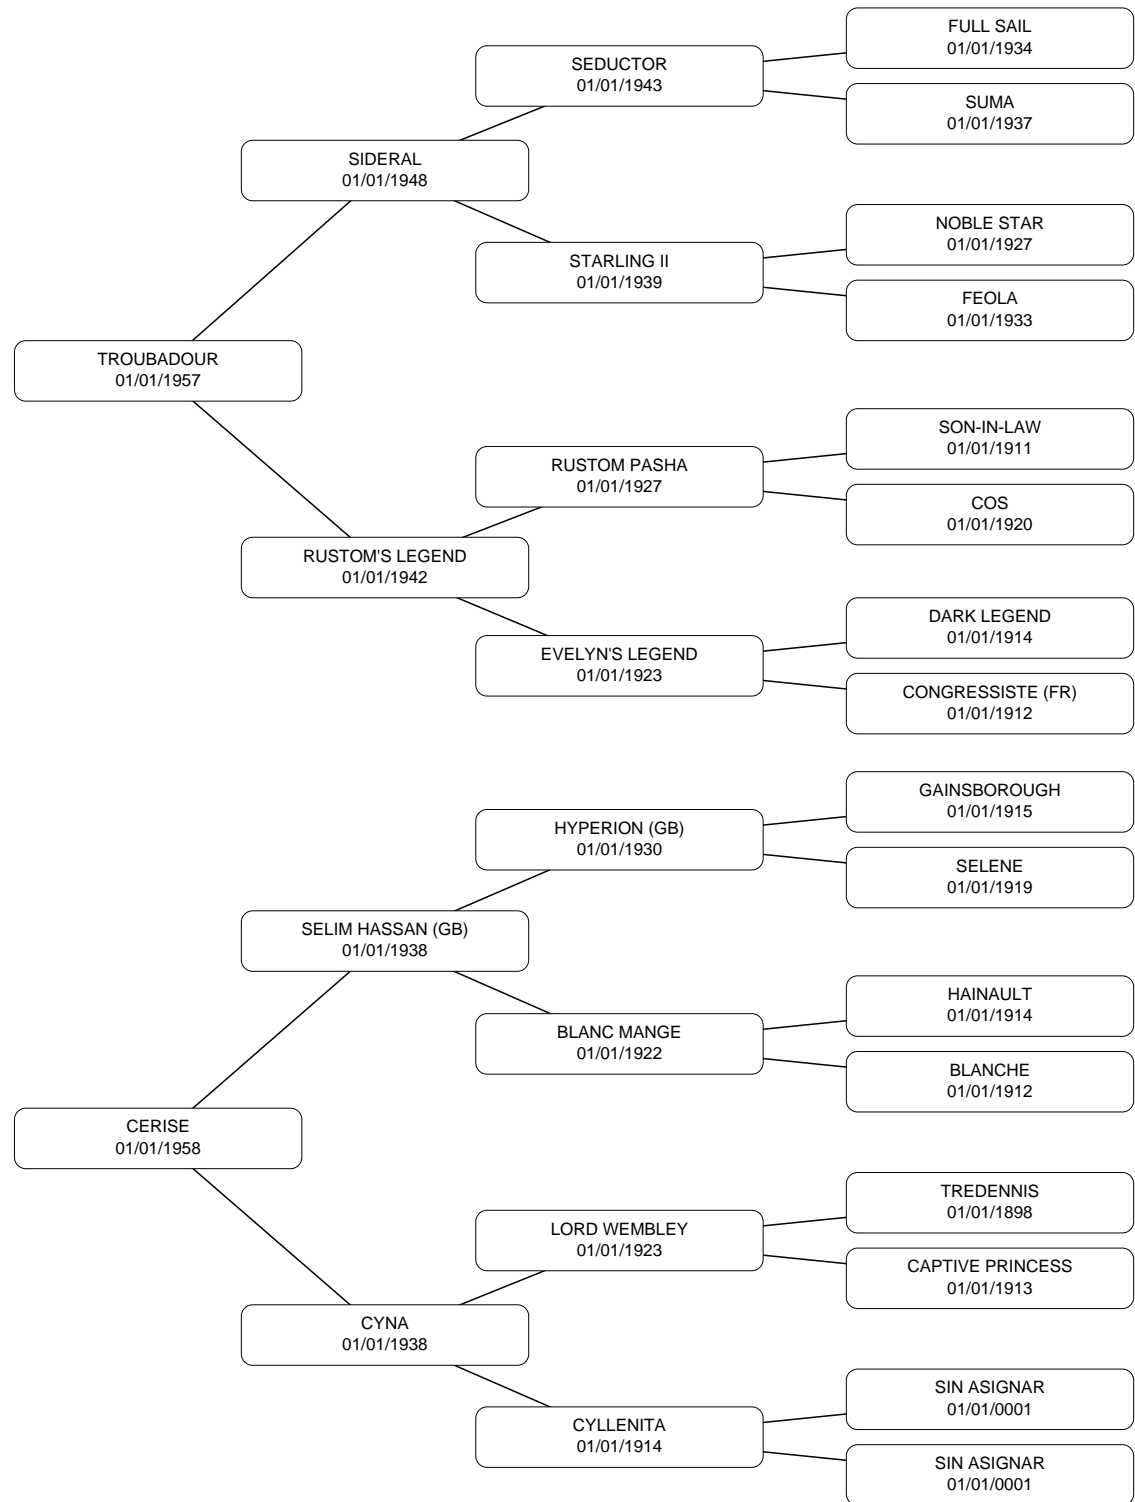 FULL SAIL
01/01/1934
SEDUCTOR
01/01/1943
SUMA
01/01/1937
SIDERAL
01/01/1948
NOBLE STAR
01/01/1927
STARLING II
01/01/1939
FEOLA
01/01/1933
TROUBADOUR
01/01/1957
SON-IN-LAW
01/01/1911
RUSTOM PASHA
01/01/1927
COS
01/01/1920
RUSTOM'S LEGEND
01/01/1942
DARK LEGEND
01/01/1914
EVELYN'S LEGEND
01/01/1923
CONGRESSISTE (FR)
01/01/1912
GAINSBOROUGH
01/01/1915
HYPERION (GB)
01/01/1930
SELENE
01/01/1919
SELIM HASSAN (GB)
01/01/1938
HAINAULT
01/01/1914
BLANC MANGE
01/01/1922
BLANCHE
01/01/1912
CERISE
01/01/1958
TREDENNIS
01/01/1898
LORD WEMBLEY
01/01/1923
CAPTIVE PRINCESS
01/01/1913
CYNA
01/01/1938
SIN ASIGNAR
01/01/0001
CYLLENITA
01/01/1914
SIN ASIGNAR
01/01/0001